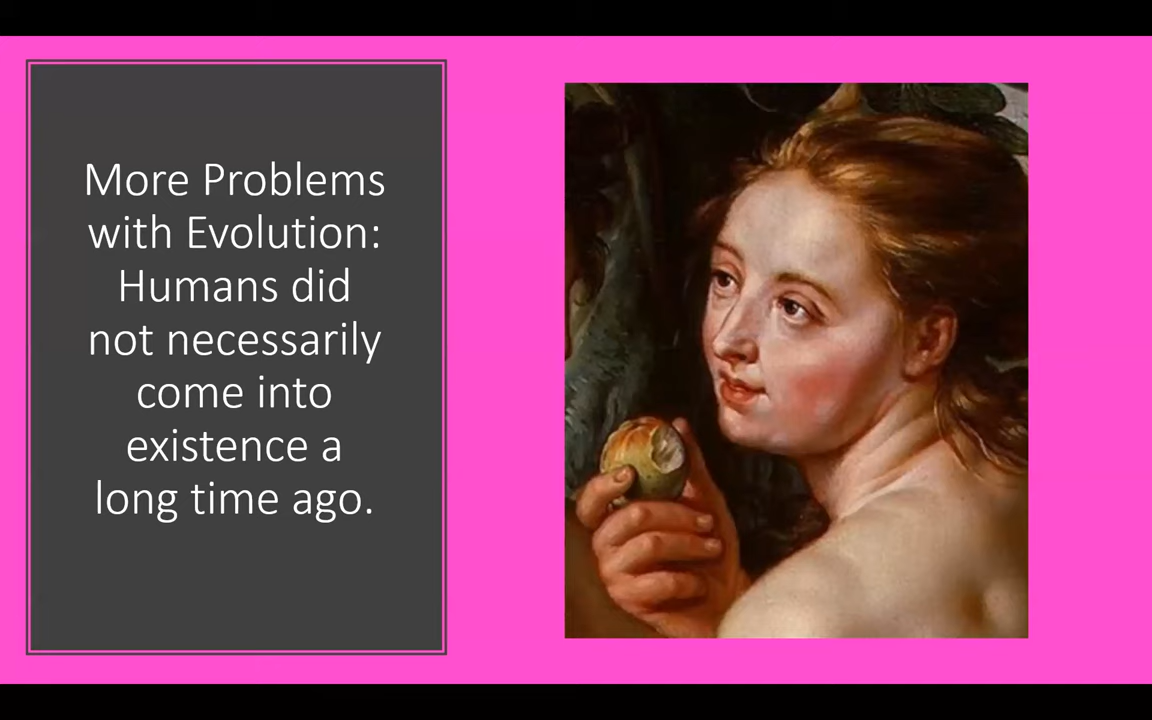 More Problems
with Evolution:
Humans did
not necessarily
come into
existence a
long time ago.